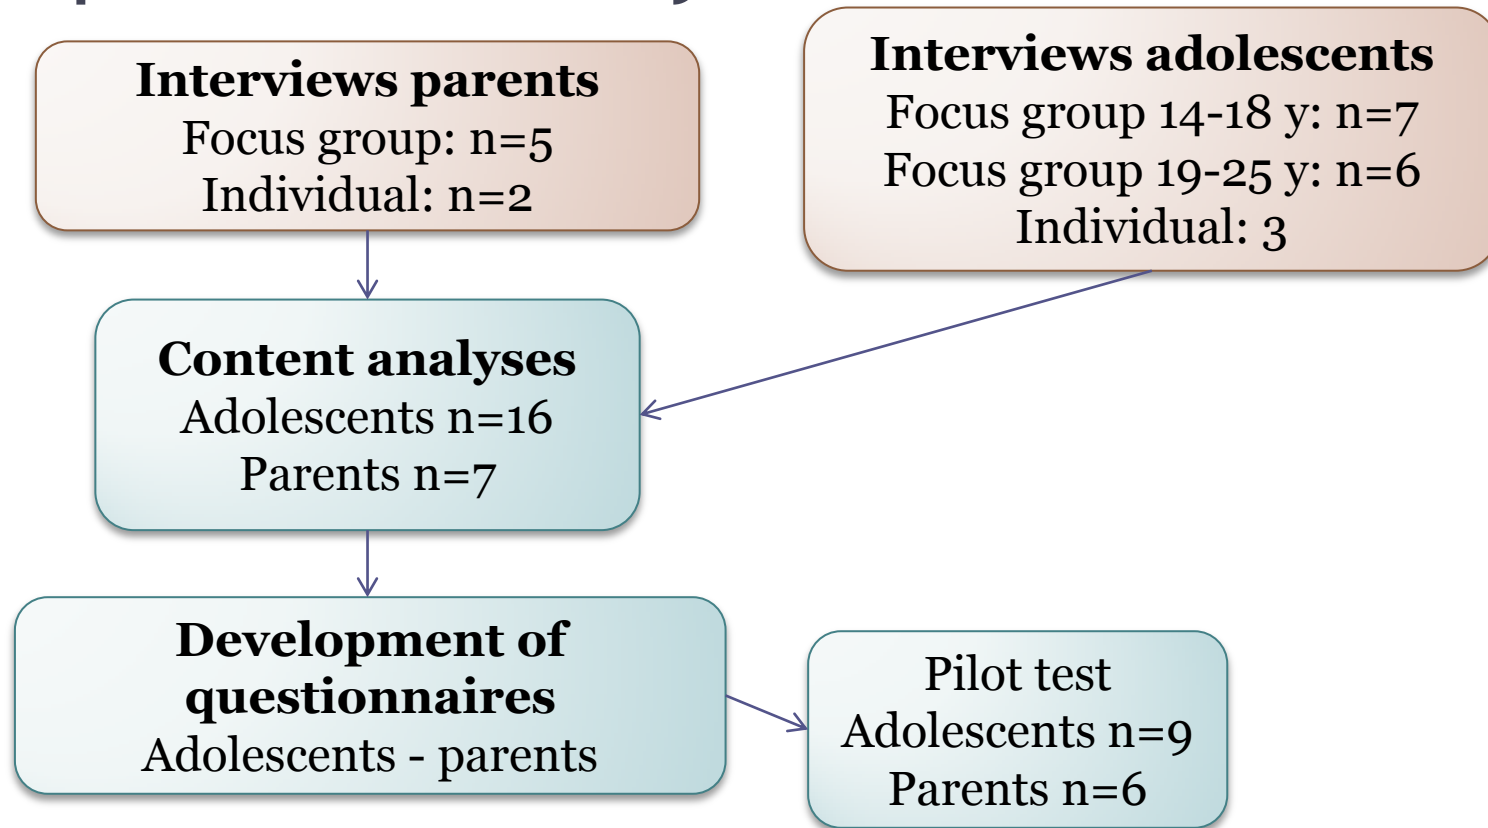 Interviews parents
Focus group: n=5
Individual: n=2
Interviews adolescents
Focus group 14-18 y: n=7
Focus group 19-25 y: n=6
Individual: 3
Content analyses
Adolescents n=16
Parents n=7
Development of
questionnaires
Adolescents - parents
Pilot test
Adolescents n=9
Parents n=6